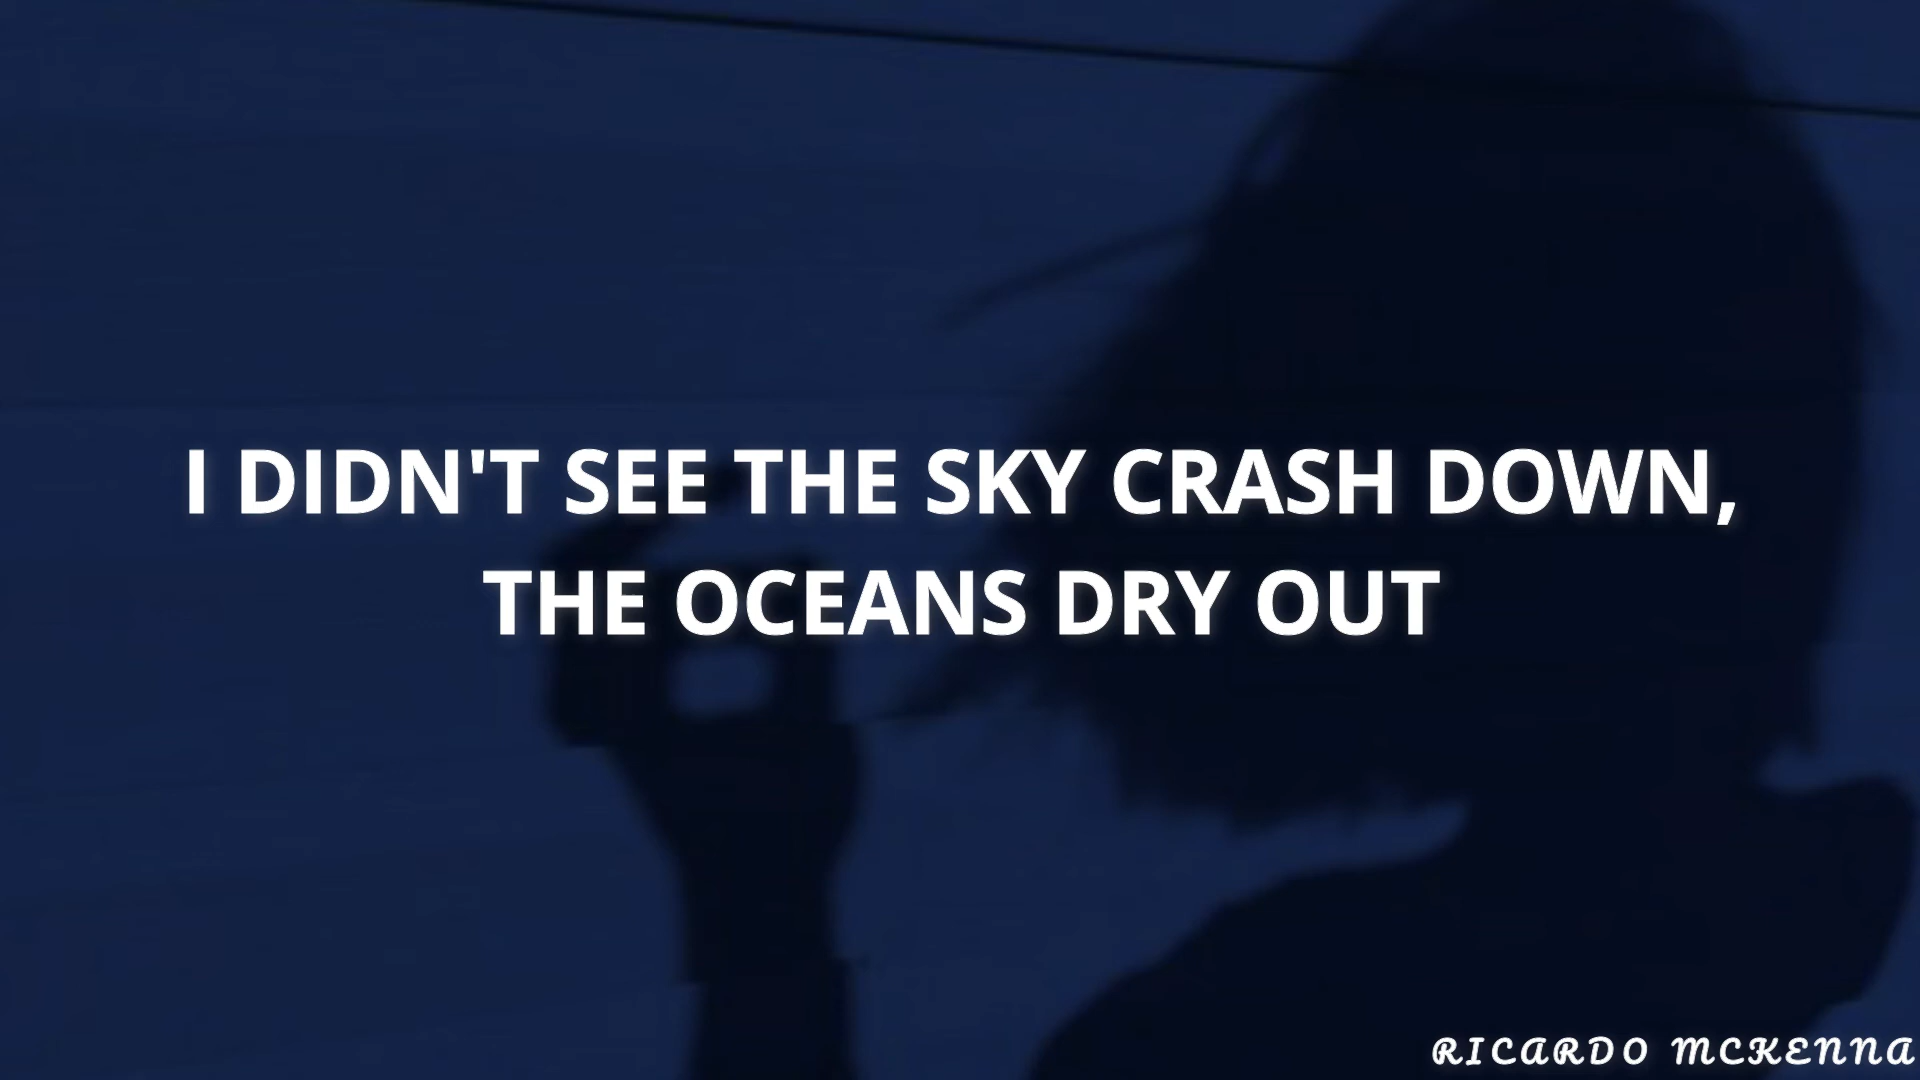 I DIDN'T SEE THE SKY CRASH DOWN,
THE OCEANS DRY OUT
RICARDO MCKENNA